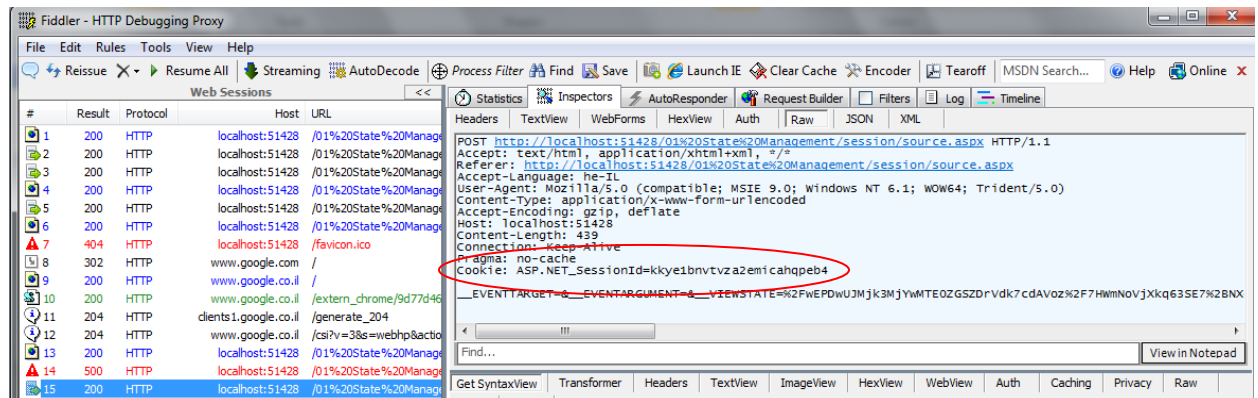 Fiddler - HTTP Debugging Proxy
File Edit Rules Tools View Help
Reissue Resume All Streaming AutoDecode Process Filter Find Save Launch IE Clear Cache Encoder Tearoff MSDN Search... Help Online
Web Sessions <<
# Result Protocol Host URL
1 200 HTTP localhost:51428 /01%20State%20Manage
2 200 HTTP localhost:51428 /01%20State%20Manage
3 200 HTTP localhost:51428 /01%20State%20Manage
4 200 HTTP localhost:51428 /01%20State%20Manage
5 200 HTTP localhost:51428 /01%20State%20Manage
6 200 HTTP localhost:51428 /01%20State%20Manage
7 404 HTTP localhost:51428 /favicon.ico
8 302 HTTP www.google.com /
9 200 HTTP www.google.co.il /
10 200 HTTP www.google.co.il /extern_chrome/9d77d46
11 204 HTTP clients1.google.co.il /generate_204
12 204 HTTP www.google.co.il /csi?v=3&s=webhp&actio
13 200 HTTP localhost:51428 /01%20State%20Manage
14 500 HTTP localhost:51428 /01%20State%20Manage
15 200 HTTP localhost:51428 /01%20State%20Manage
Statistics Inspectors AutoResponder Request Builder Filters Log Timeline
Headers TextView WebForms HexView Auth Raw JSON XML
POST http://localhost:51428/01%20State%20Management/session/source.aspx HTTP/1.1
Accept: text/html, application/xhtml+xml, */*
Referer: http://localhost:51428/01%20State%20Management/session/source.aspx
Accept-Language: he-IL
User-Agent: Mozilla/5.0 (compatible; MSIE 9.0; Windows NT 6.1; WOW64; Trident/5.0)
Content-Type: application/x-www-form-urlencoded
Accept-Encoding: gzip, deflate
Host: localhost:51428
Content-Length: 439
Connection: Keep-Alive
Pragma: no-cache
Cookie: ASP.NET_SessionId=kkye1bnvtvza2emicahqpeb4
__EVENTTARGET=&__EVENTARGUMENT=&__VIEWSTATE=%2FwEPDwUJMjk3MjYwMTEOZGSZDrVdk7cdAVoz%2F7HWmNoVjXkq63SE7%2BNX
Find... View in Notepad
Get SyntaxView Transformer Headers TextView ImageView HexView WebView Auth Caching Privacy Raw